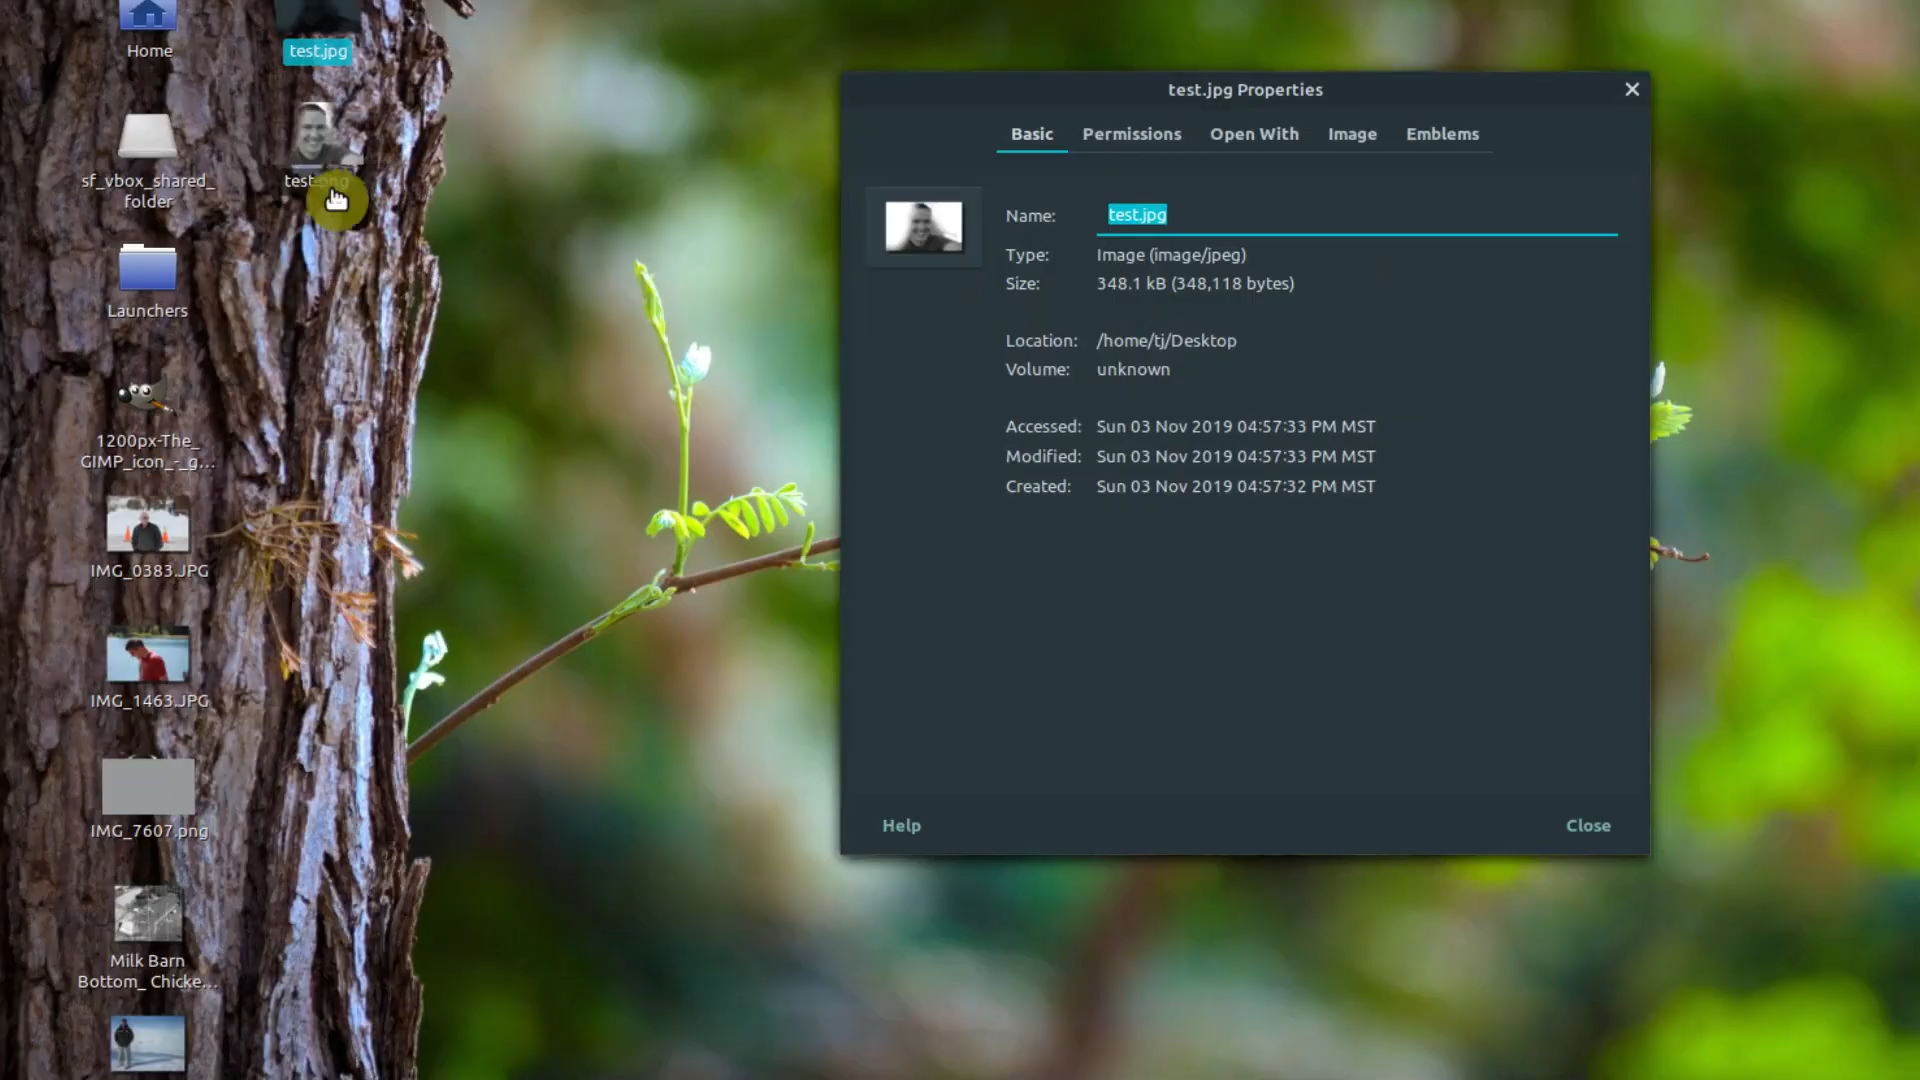 Home
test.jpg
sf_vbox_shared_
folder
test.png
Launchers
1200px-The_
GIMP_icon_-_g...
IMG_0383.JPG
IMG_1463.JPG
IMG_7607.png
Milk Barn
Bottom_ Chicke...
test.jpg Properties
Basic Permissions Open With Image Emblems
Name: test.jpg
Type: Image (image/jpeg)
Size: 348.1 kB (348,118 bytes)
Location: /home/tj/Desktop
Volume: unknown
Accessed: Sun 03 Nov 2019 04:57:33 PM MST
Modified: Sun 03 Nov 2019 04:57:33 PM MST
Created: Sun 03 Nov 2019 04:57:32 PM MST
Help Close